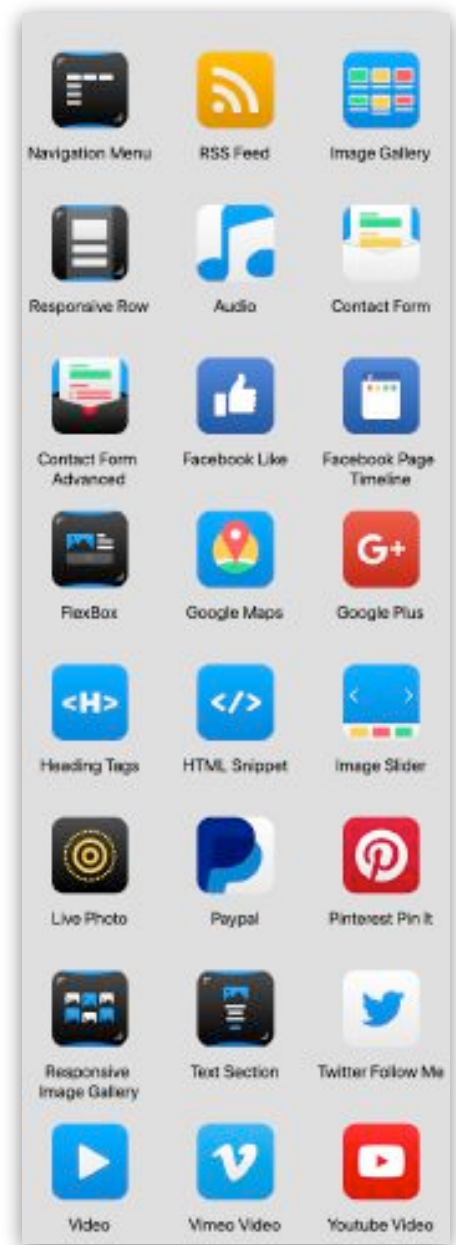 Navigation Menu
RSS Feed
Image Gallery
Responsive Row
Audio
Contact Form
Contact Form
Advanced
Facebook Like
Facebook Page
Timeline
FlexBox
Google Maps
G+
Google Plus
<H>
Heading Tags
</>
HTML Snippet
Image Slider
Live Photo
Paypal
Pinterest Pin It
Responsive
Image Gallery
Text Section
Twitter Follow Me
Video
Vimeo Video
Youtube Video